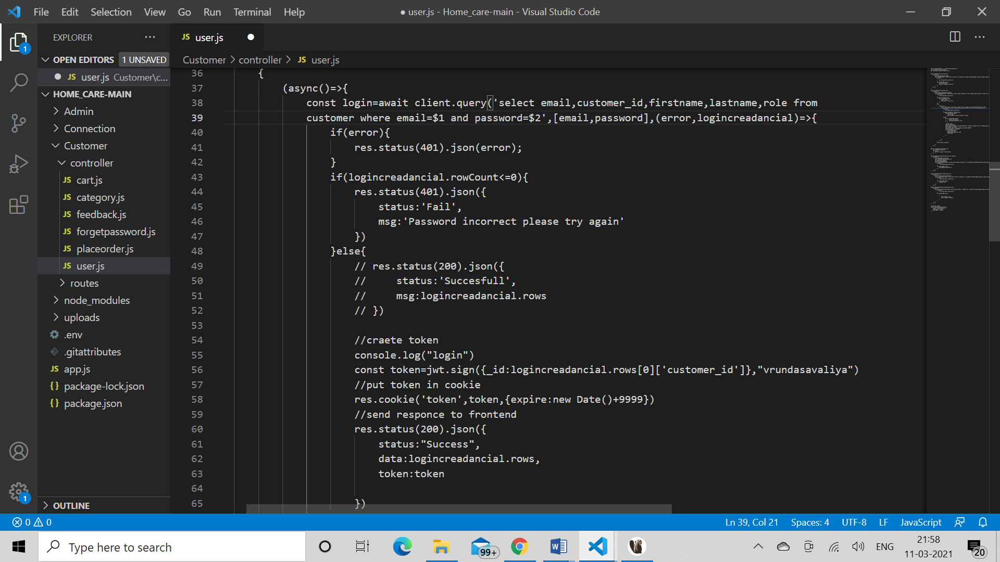 File Edit Selection View Go Run Terminal Help
● user.js - Home_care-main - Visual Studio Code
EXPLORER
JS user.js
OPEN EDITORS 1 UNSAVED
Customer > controller > JS user.js
JS user.js Customer\c...
HOME_CARE-MAIN
Admin
Connection
Customer
controller
JS cart.js
JS category.js
JS feedback.js
JS forgetpassword.js
JS placeorder.js
JS user.js
routes
node_modules
uploads
.env
.gitattributes
JS app.js
{} package-lock.json
{} package.json
OUTLINE
1
1
36 {
37 (async()=>{
38 const login=await client.query('select email,customer_id,firstname,lastname,role from
39 customer where email=$1 and password=$2',[email,password],(error,logincreadancial)=>{
40 if(error){
41 res.status(401).json(error);
42 }
43 if(logincreadancial.rowCount<=0){
44 res.status(401).json({
45 status:'Fail',
46 msg:'Password incorrect please try again'
47 })
48 }else{
49 // res.status(200).json({
50 // status:'Succesfull',
51 // msg:logincreadancial.rows
52 // })
53
54 //craete token
55 console.log("login")
56 const token=jwt.sign({_id:logincreadancial.rows[0]['customer_id']},"vrundasavaliya")
57 //put token in cookie
58 res.cookie('token',token,{expire:new Date()+9999})
59 //send responce to frontend
60 res.status(200).json({
61 status:"Success",
62 data:logincreadancial.rows,
63 token:token
64
65 })
0 0
Ln 39, Col 21 Spaces: 4 UTF-8 LF JavaScript
Type here to search
99+
ENG
21:58
11-03-2021
20